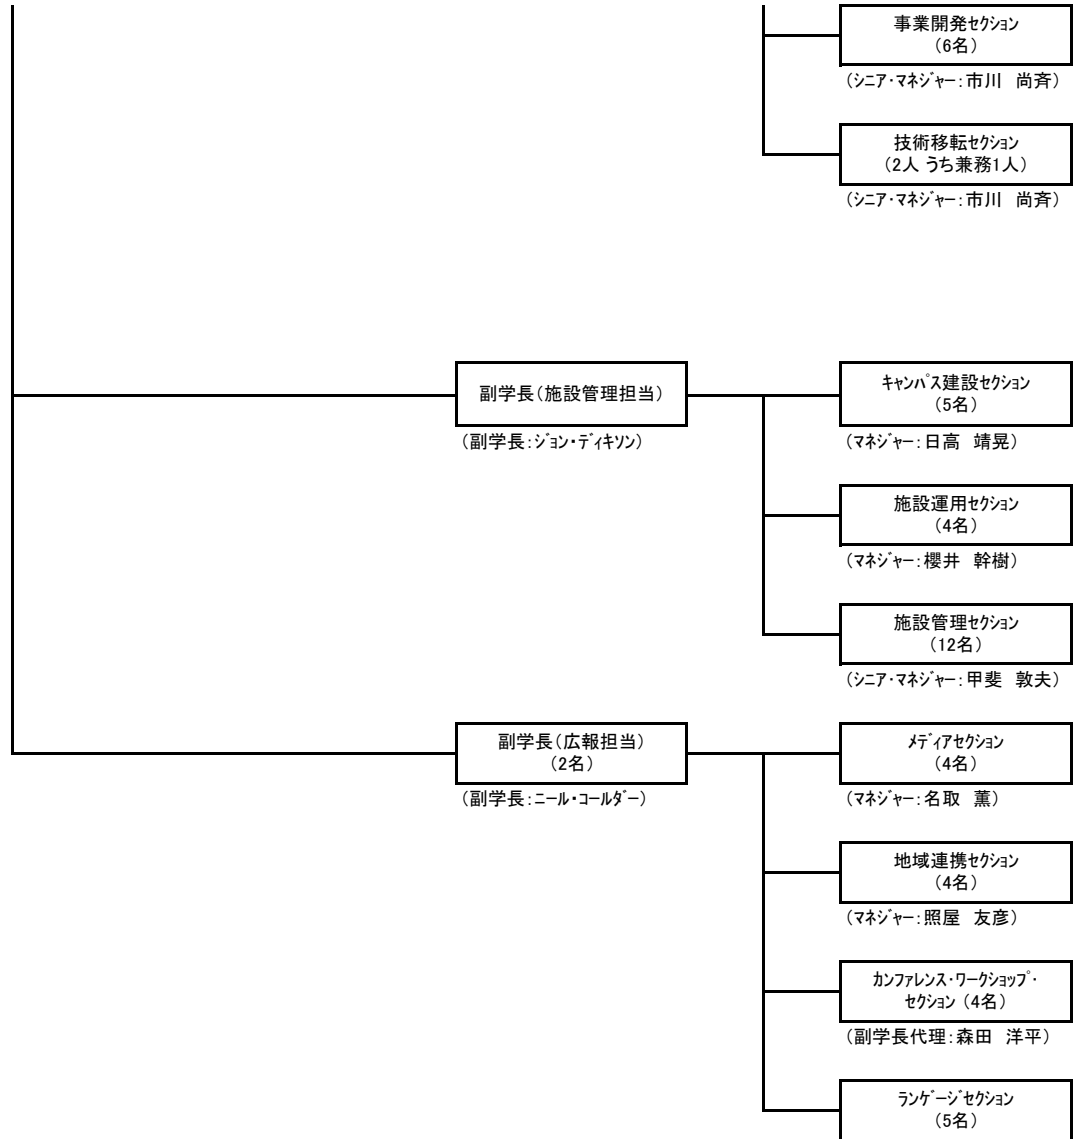 事業開発ｾｸｼｮﾝ
（6名）
（ｼﾆｱ･ﾏﾈｼﾞｬｰ：市川　尚斉）
技術移転ｾｸｼｮﾝ
（2人 うち兼務1人）
（ｼﾆｱ･ﾏﾈｼﾞｬｰ：市川　尚斉）
副学長（施設管理担当）
（副学長：ｼﾞｮﾝ・ﾃﾞｨｷｿﾝ）
ｷｬﾝﾊﾟｽ建設ｾｸｼｮﾝ
（5名）
（ﾏﾈｼﾞｬｰ：日高　靖晃）
施設運用ｾｸｼｮﾝ
（4名）
（ﾏﾈｼﾞｬｰ：櫻井　幹樹）
施設管理ｾｸｼｮﾝ
（12名）
（ｼﾆｱ･ﾏﾈｼﾞｬｰ：甲斐　敦夫）
副学長（広報担当）
（2名）
（副学長：ﾆｰﾙ・ｺｰﾙﾀﾞｰ）
ﾒﾃﾞｨｱｾｸｼｮﾝ
（4名）
（ﾏﾈｼﾞｬｰ：名取　薫）
地域連携ｾｸｼｮﾝ
（4名）
（ﾏﾈｼﾞｬｰ：照屋　友彦）
ｶﾝﾌｧﾚﾝｽ・ﾜｰｸｼｮｯﾌﾟ・
ｾｸｼｮﾝ （4名）
（副学長代理：森田　洋平）
ﾗﾝｹﾞｰｼﾞｾｸｼｮﾝ
（5名）